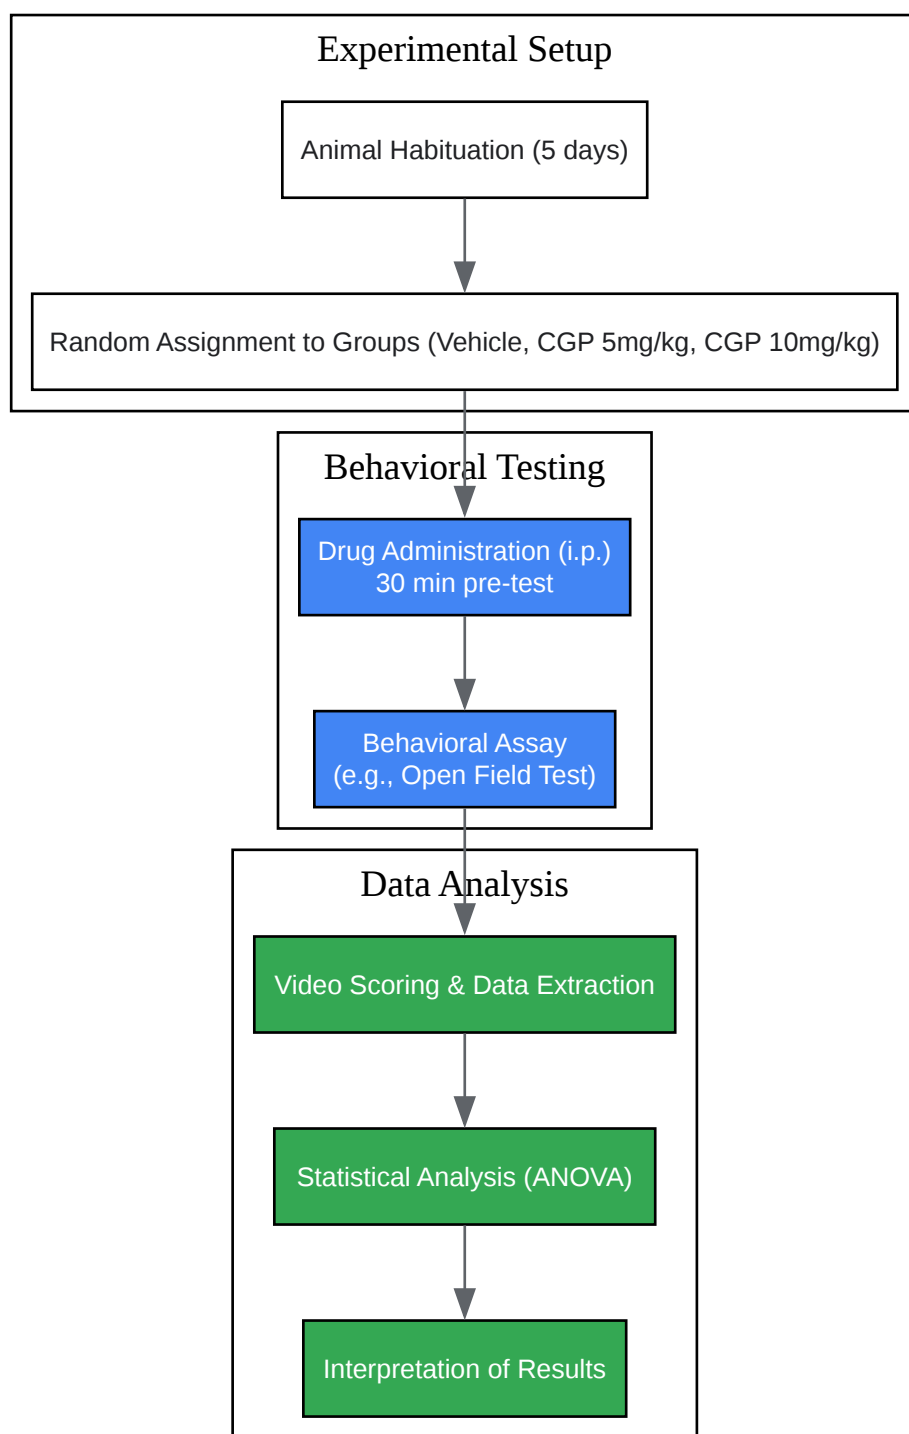 Experimental Setup
Animal Habituation (5 days)
Random Assignment to Groups (Vehicle, CGP 5mg/kg, CGP 10mg/kg)
Behavioral Testing
Drug Administration (i.p.)
30 min pre-test
Behavioral Assay
(e.g., Open Field Test)
Data Analysis
Video Scoring & Data Extraction
Statistical Analysis (ANOVA)
Interpretation of Results